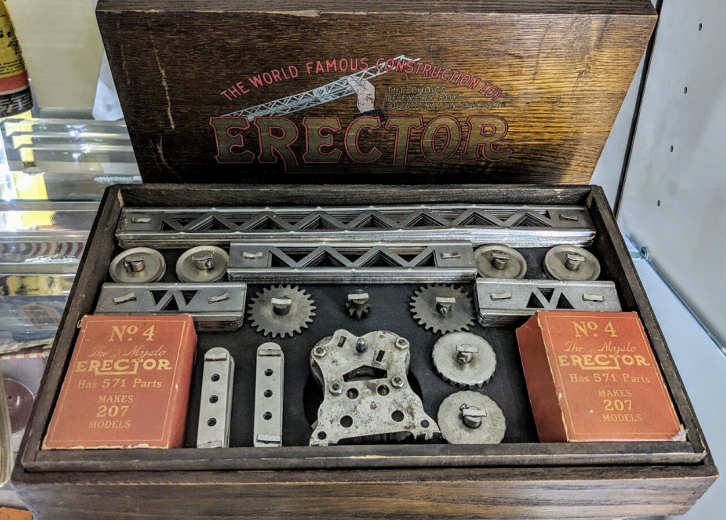 THE WORLD FAMOUS CONSTRUCTION TOY
ERECTOR
No 4
The Mysto
ERECTOR
Has 571 Parts
MAKES
207
MODELS
No 4
The Mysto
ERECTOR
Has 571 Parts
MAKES
207
MODELS